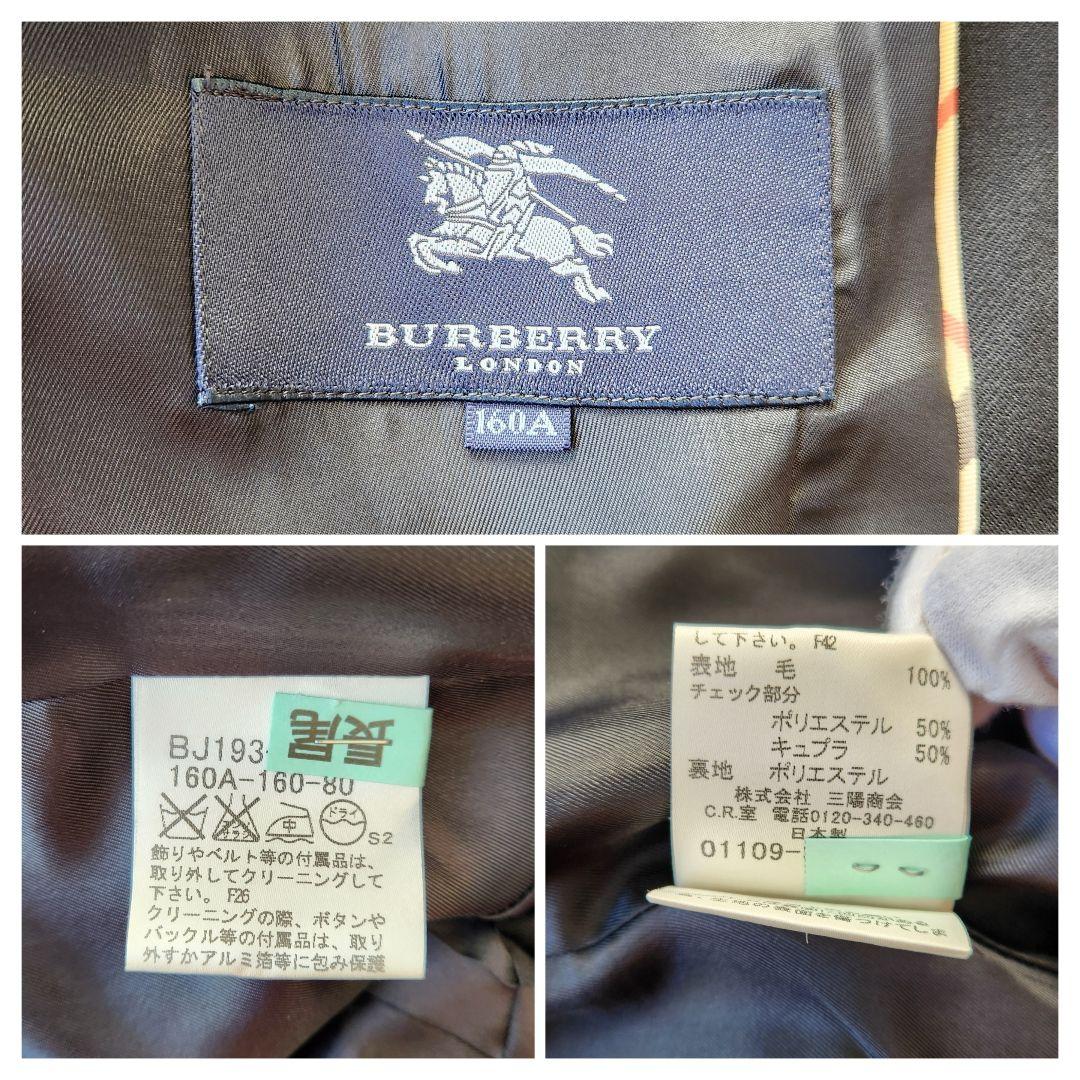 BURBERRY
LONDON
160A
BJ193-
長尾
160A-160-80
中
ドライ
S2
飾りやベルト等の付属品は、
取り外してクリーニングして
下さい。 F26
クリーニングの際、ボタンや
バックル等の付属品は、取り
外すかアルミ箔等に包み保護
して下さい。 F42
表地 毛 100%
チェック部分
ポリエステル 50%
キュプラ 50%
裏地 ポリエステル
株式会社 三陽商会
C.R.室 電話0120-340-460
日本製
01109-